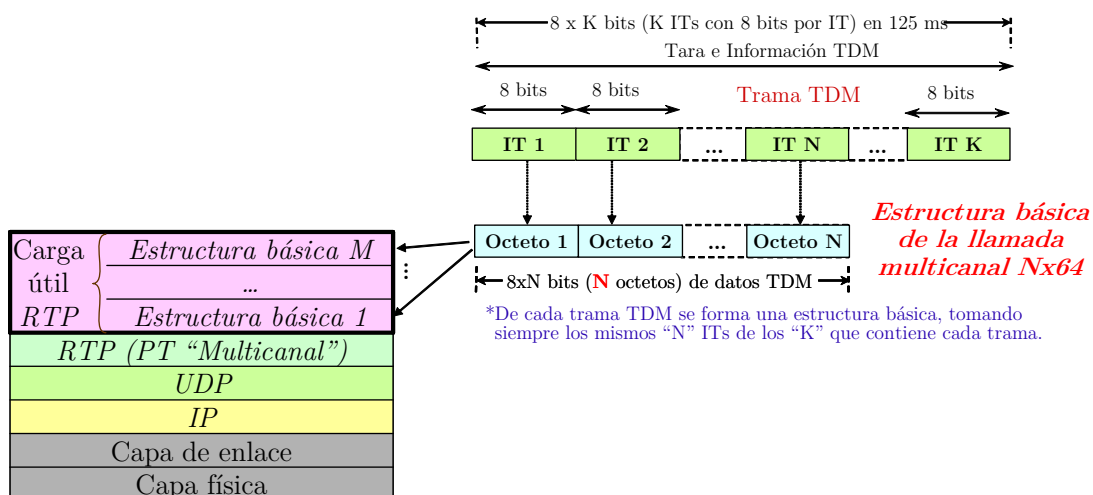 8 x K bits (K ITs con 8 bits por IT) en 125 ms
Tara e Información TDM
8 bits
8 bits
Trama TDM
8 bits
IT 1
IT 2
...
IT N
...
IT K
Octeto 1
Octeto 2
...
Octeto N
Estructura básica
de la llamada
multicanal Nx64
8xN bits (N octetos) de datos TDM
*De cada trama TDM se forma una estructura básica, tomando
siempre los mismos “N” ITs de los “K” que contiene cada trama.
Carga
útil
RTP
Estructura básica M
...
Estructura básica 1
...
RTP (PT “Multicanal”)
UDP
IP
Capa de enlace
Capa física